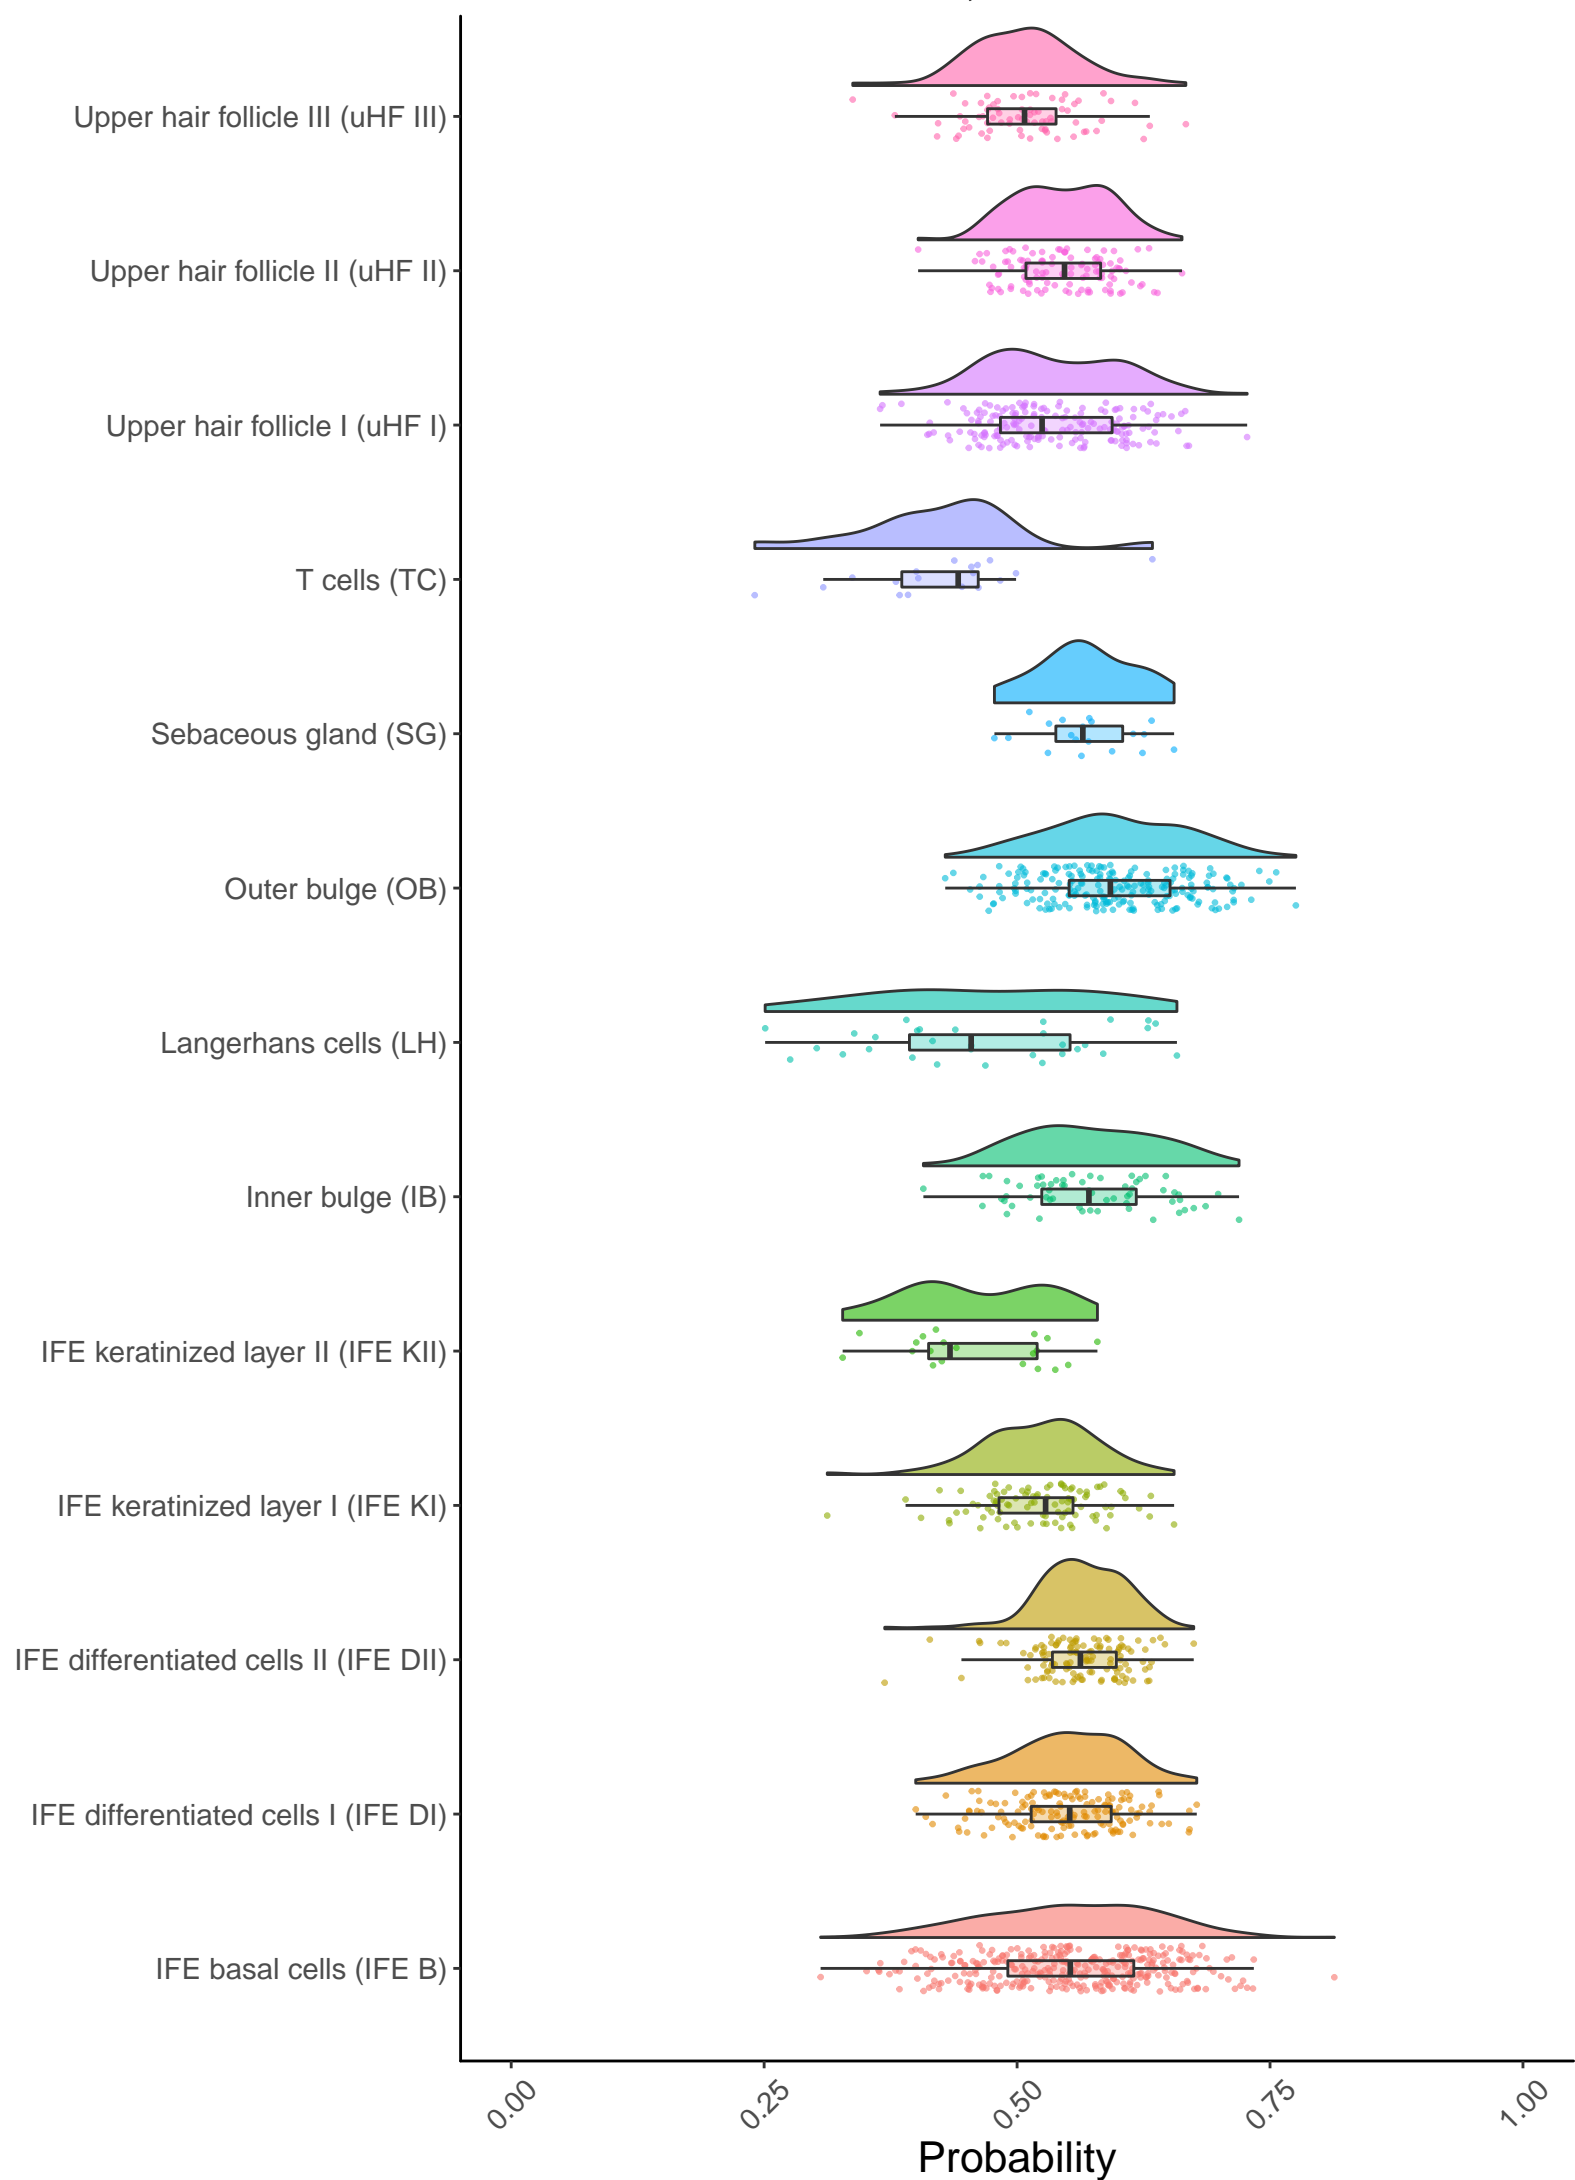 Upper hair follicle III (uHF III)
Upper hair follicle II (uHF II)
Upper hair follicle I (uHF I)
T cells (TC)
Sebaceous gland (SG)
Outer bulge (OB)
Langerhans cells (LH)
Inner bulge (IB)
IFE keratinized layer II (IFE KII)
IFE keratinized layer I (IFE KI)
IFE differentiated cells II (IFE DII)
IFE differentiated cells I (IFE DI)
IFE basal cells (IFE B)
0.00 0.25 0.50 0.75 1.00
Probability